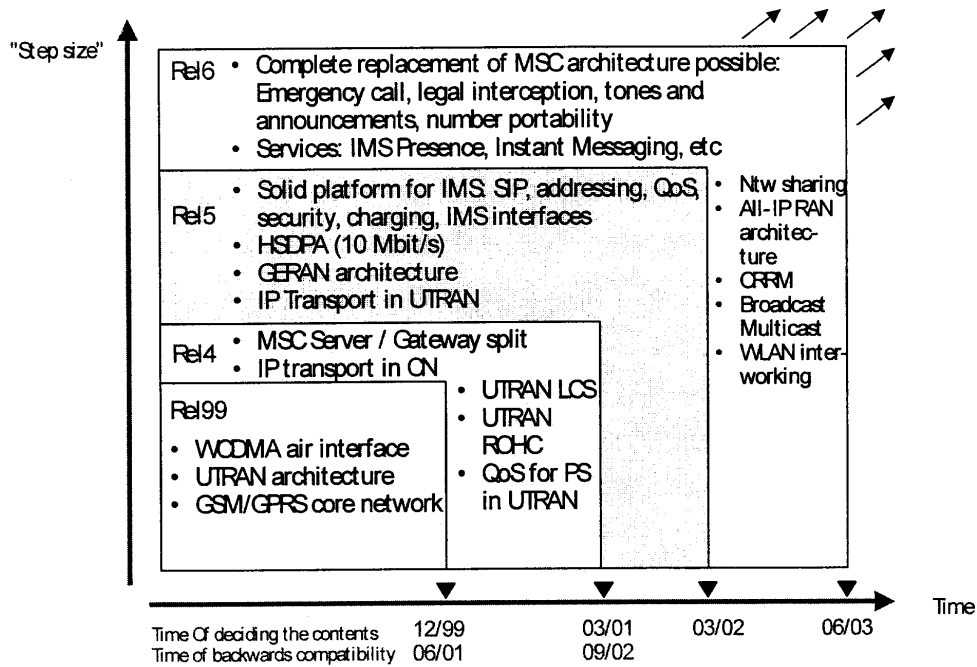 "Step size"
Rel6
• Complete replacement of MSC architecture possible:
Emergency call, legal interception, tones and
announcements, number portability
• Services: IMS Presence, Instant Messaging, etc
Rel5
• Solid platform for IMS: SIP, addressing, QoS,
security, charging, IMS interfaces
• HSDPA (10 Mbit/s)
• GERAN architecture
• IP Transport in UTRAN
• Ntw sharing
• All-IP RAN
architec-
ture
• CRRM
• Broadcast
Multicast
• WLAN inter-
working
Rel4
• MSC Server / Gateway split
• IP transport in CN
• UTRAN LCS
• UTRAN
ROHC
• QoS for PS
in UTRAN
Rel99
• WCDMA air interface
• UTRAN architecture
• GSM/GPRS core network
Time
Time Of deciding the contents 12/99 03/01 03/02 06/03
Time of backwards compatibility 06/01 09/02